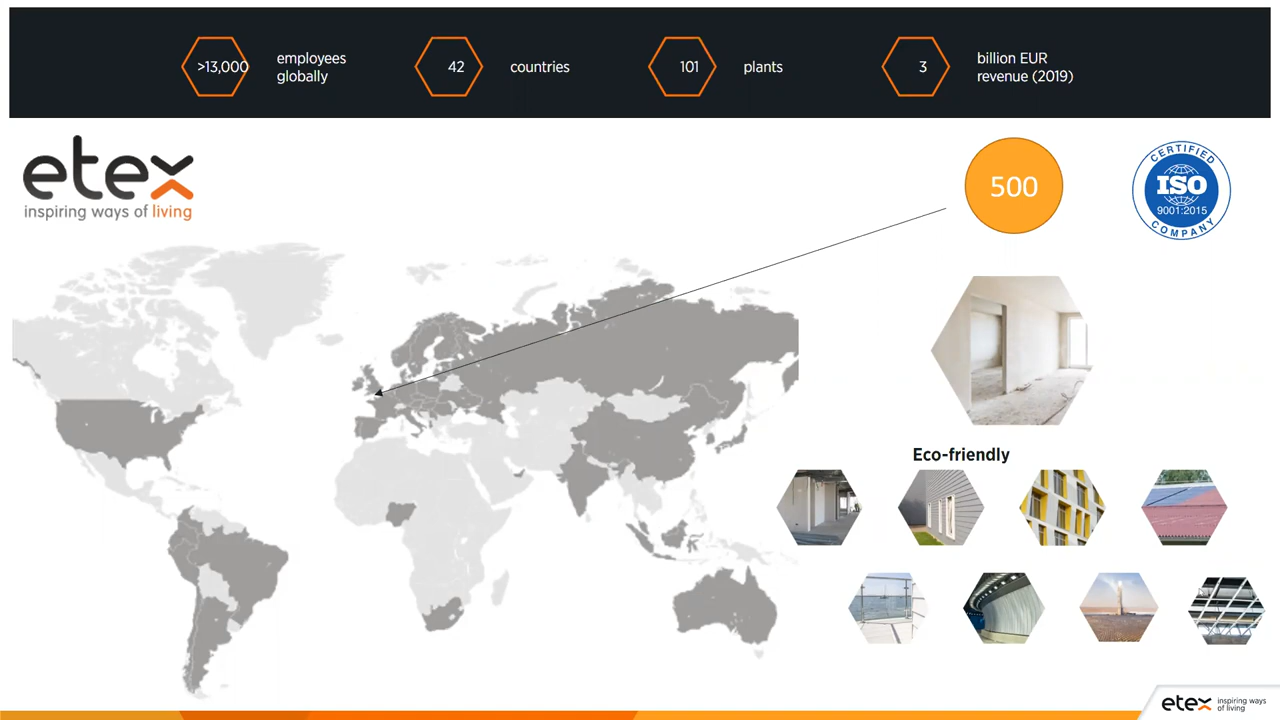 >13,000
employees
globally
42
countries
101
plants
3
billion EUR
revenue (2019)
etex
inspiring ways of living
500
CERTIFIED
ISO
9001:2015
COMPANY
Eco-friendly
etex
inspiring ways
of living